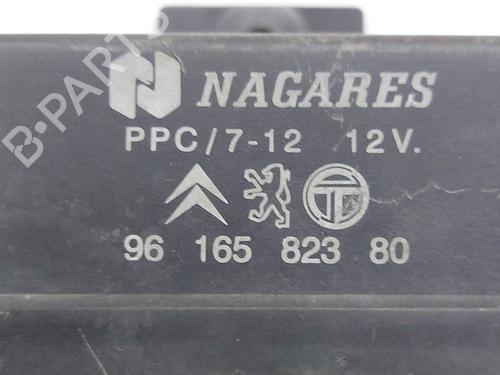 NAGARES
PPC/7-12 12V.
96 165 823 80
B-PARTS